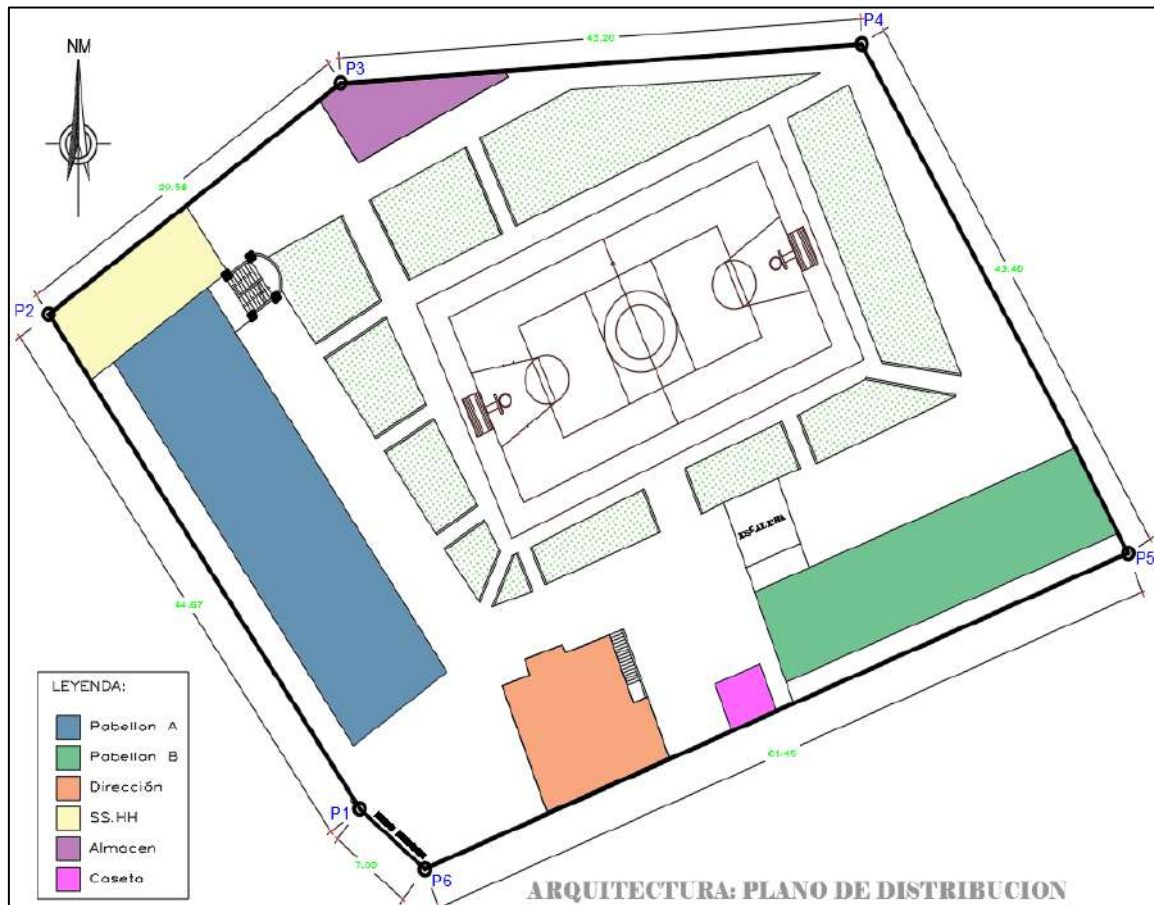 NM
P4
43.20
P3
29.58
P2
43.40
ESCALERA
P5
44.67
LEYENDA:
Pabellon A
Pabellon B
Dirección
SS.HH
Almacen
Caseta
61.45
P1
7.00
P6
ARQUITECTURA: PLANO DE DISTRIBUCION